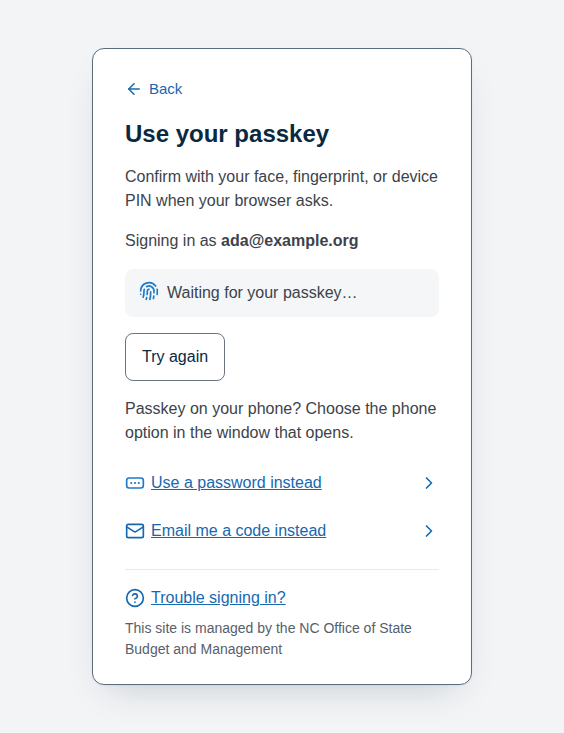 Back
Use your passkey
Confirm with your face, fingerprint, or device
PIN when your browser asks.
Signing in as ada@example.org
Waiting for your passkey…
Try again
Passkey on your phone? Choose the phone
option in the window that opens.
Use a password instead
Email me a code instead
Trouble signing in?
This site is managed by the NC Office of State
Budget and Management